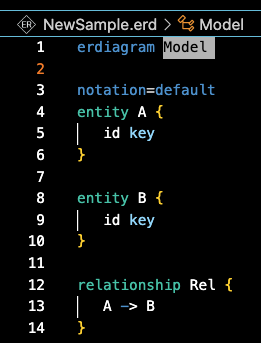 ER NewSample.erd > Model
1 erdiagram Model
2
3 notation=default
4 entity A {
5 id key
6 }
7
8 entity B {
9 id key
10 }
11
12 relationship Rel {
13 A -> B
14 }